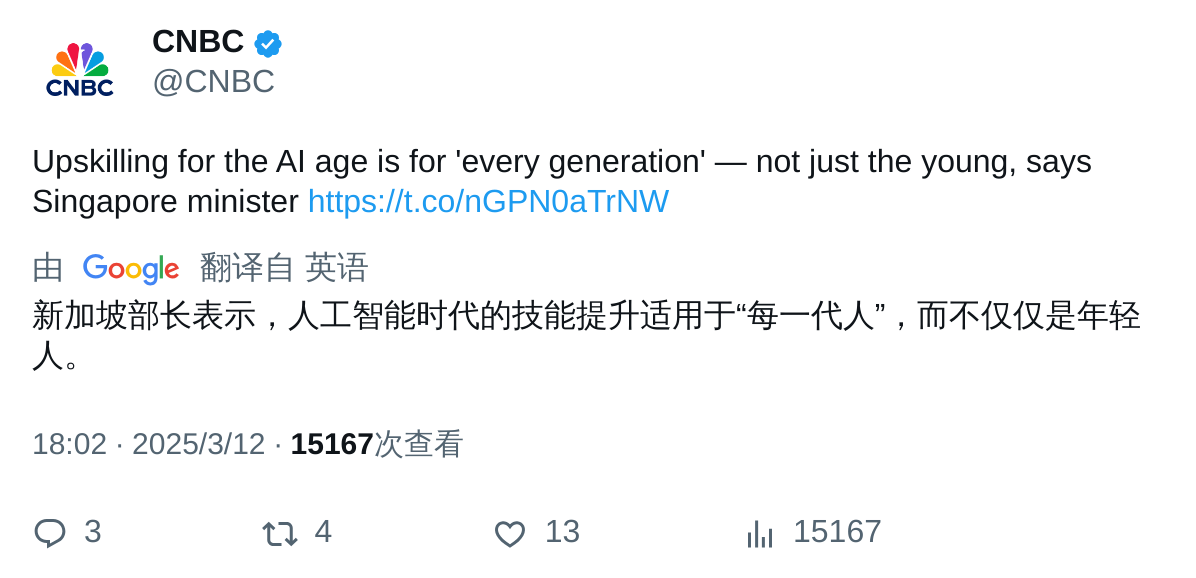 CNBC
CNBC
@CNBC
Upskilling for the AI age is for 'every generation' — not just the young, says
Singapore minister https://t.co/nGPN0aTrNW
由 Google 翻译自 英语
新加坡部长表示，人工智能时代的技能提升适用于“每一代人”，而不仅仅是年轻
人。
18:02 · 2025/3/12 · 15167次查看
3 4 13 15167